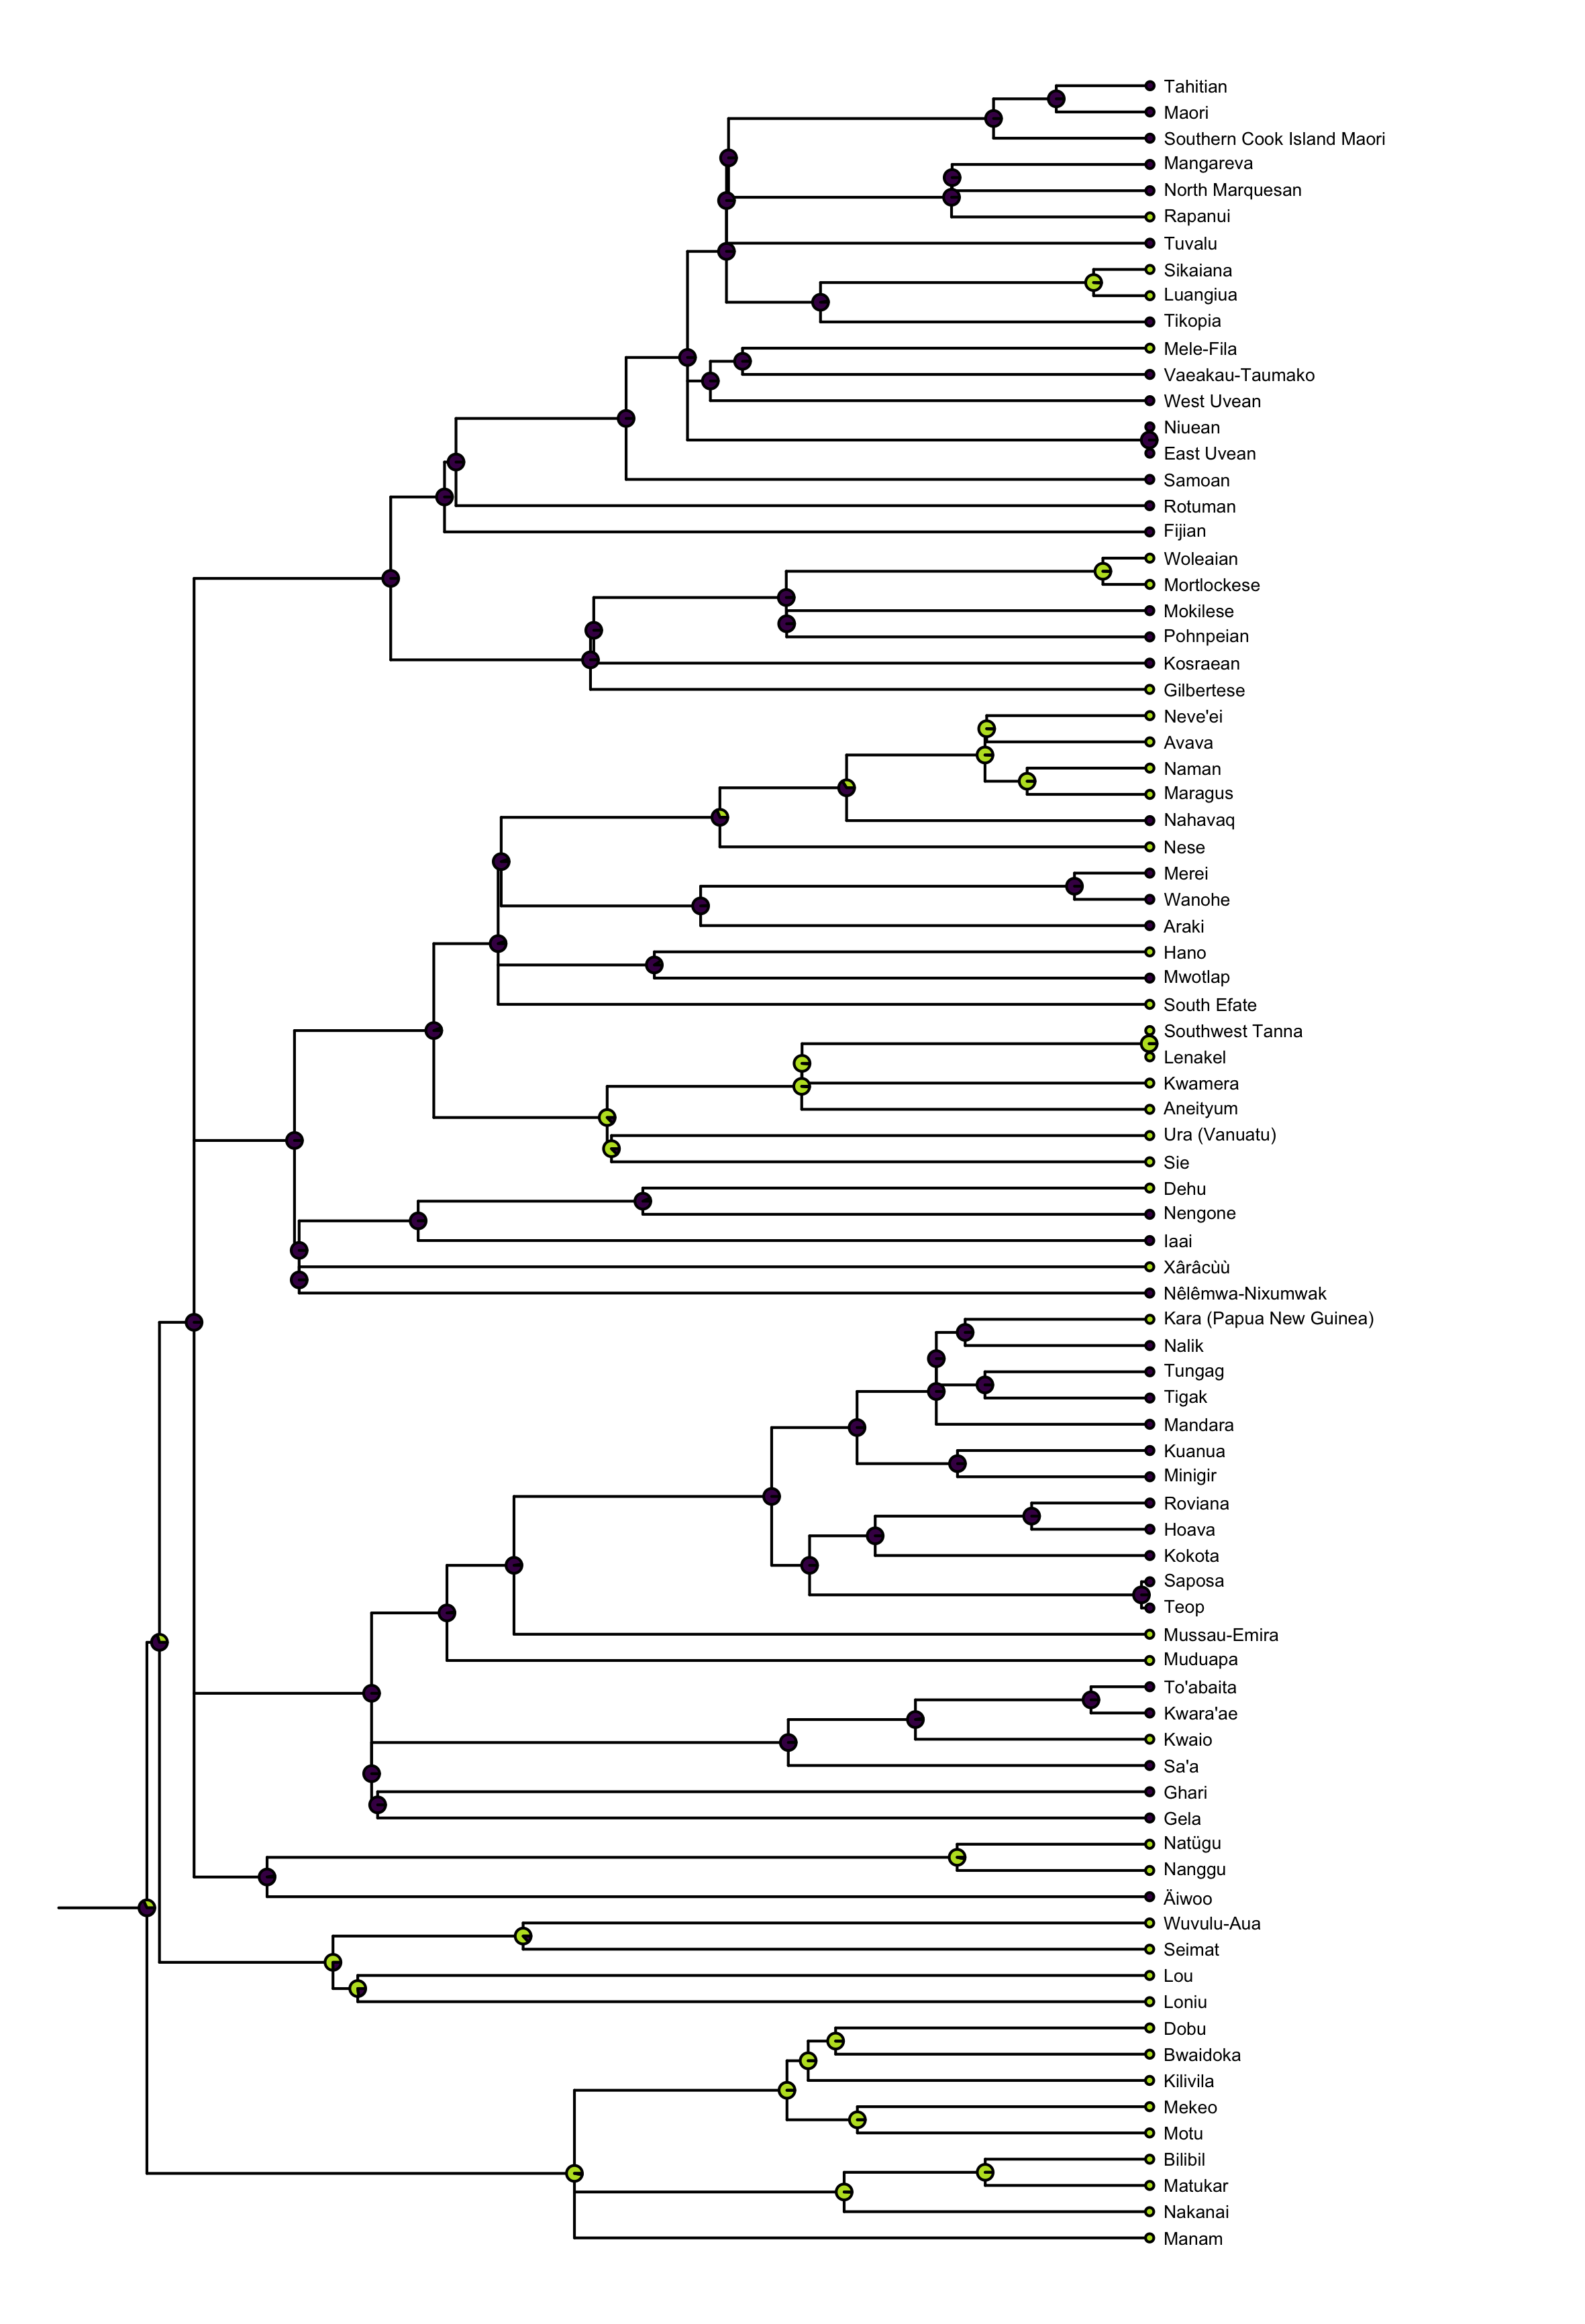 Tahitian
Maori
Southern Cook Island Maori
Mangareva
North Marquesan
Rapanui
Tuvalu
Sikaiana
Luangiua
Tikopia
Mele-Fila
Vaeakau-Taumako
West Uvean
Niuean
East Uvean
Samoan
Rotuman
Fijian
Woleaian
Mortlockese
Mokilese
Pohnpeian
Kosraean
Gilbertese
Neve'ei
Avava
Naman
Maragus
Nahavaq
Nese
Merei
Wanohe
Araki
Hano
Mwotlap
South Efate
Southwest Tanna
Lenakel
Kwamera
Aneityum
Ura (Vanuatu)
Sie
Dehu
Nengone
Iaai
Xârâcùù
Nêlêmwa-Nixumwak
Kara (Papua New Guinea)
Nalik
Tungag
Tigak
Mandara
Kuanua
Minigir
Roviana
Hoava
Kokota
Saposa
Teop
Mussau-Emira
Muduapa
To'abaita
Kwara'ae
Kwaio
Sa'a
Ghari
Gela
Natügu
Nanggu
Äiwoo
Wuvulu-Aua
Seimat
Lou
Loniu
Dobu
Bwaidoka
Kilivila
Mekeo
Motu
Bilibil
Matukar
Nakanai
Manam